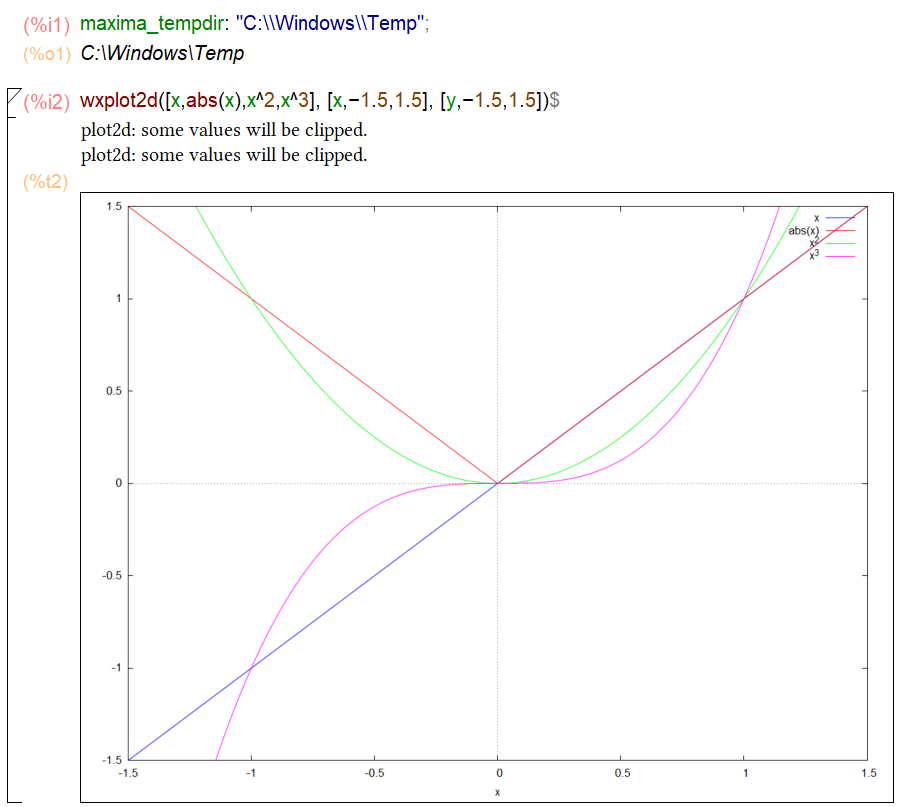 (%i1) maxima_tempdir: "C:\\Windows\\Temp";
(%o1) C:\Windows\Temp
(%i2) wxplot2d([x,abs(x),x^2,x^3], [x,−1.5,1.5], [y,−1.5,1.5])$
plot2d: some values will be clipped.
plot2d: some values will be clipped.
(%t2)
1.5
x
abs(x)
x²
x³
1
0.5
0
-0.5
-1
-1.5
-1.5 -1 -0.5 0 0.5 1 1.5
x